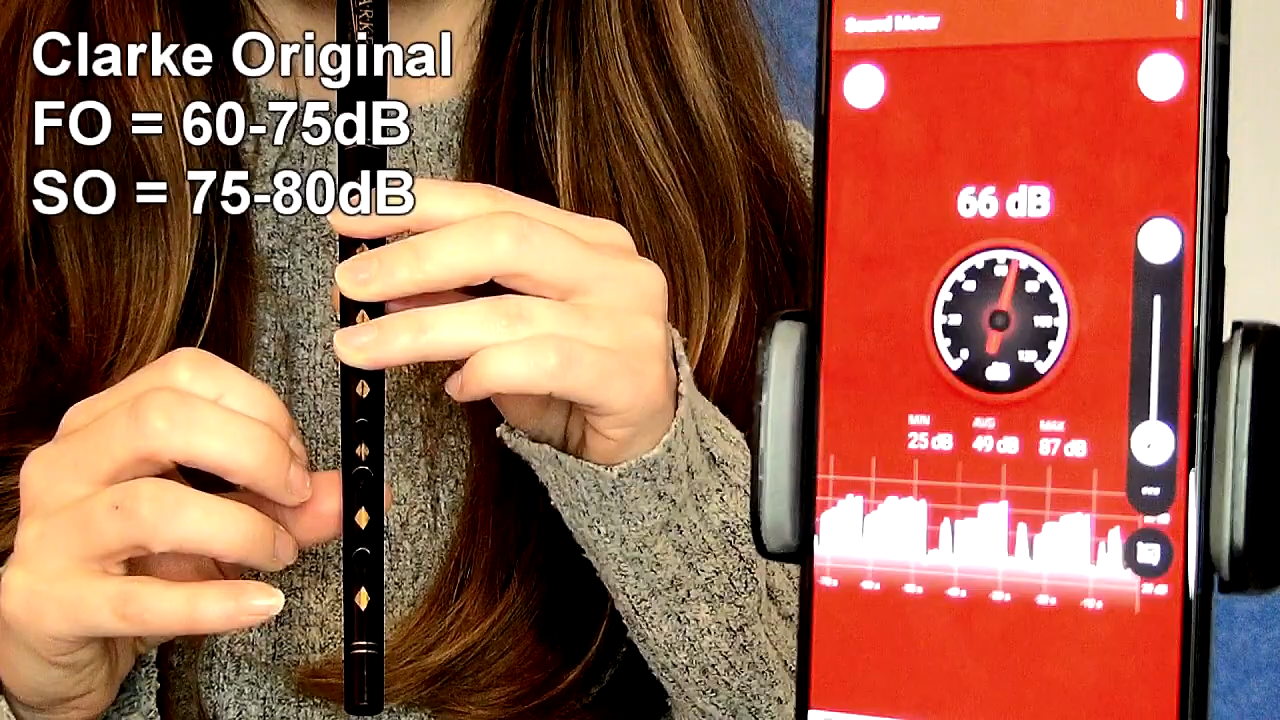 Clarke Original
FO = 60-75dB
SO = 75-80dB
Sound Meter
66 dB
MIN AVG MAX
25 dB 49 dB 87 dB